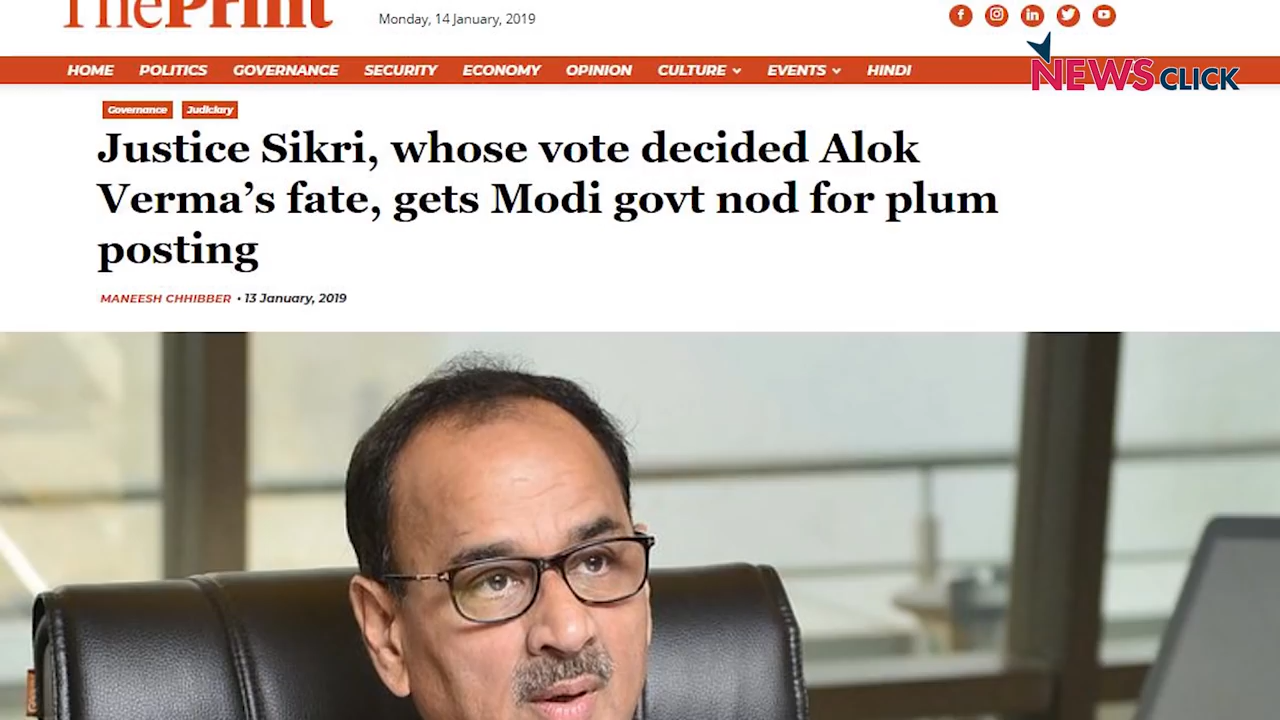 ThePrint
Monday, 14 January, 2019
NEWSCLICK
HOME POLITICS GOVERNANCE SECURITY ECONOMY OPINION CULTURE EVENTS HINDI
Governance Judiciary
Justice Sikri, whose vote decided Alok
Verma’s fate, gets Modi govt nod for plum
posting
MANEESH CHHIBBER • 13 January, 2019